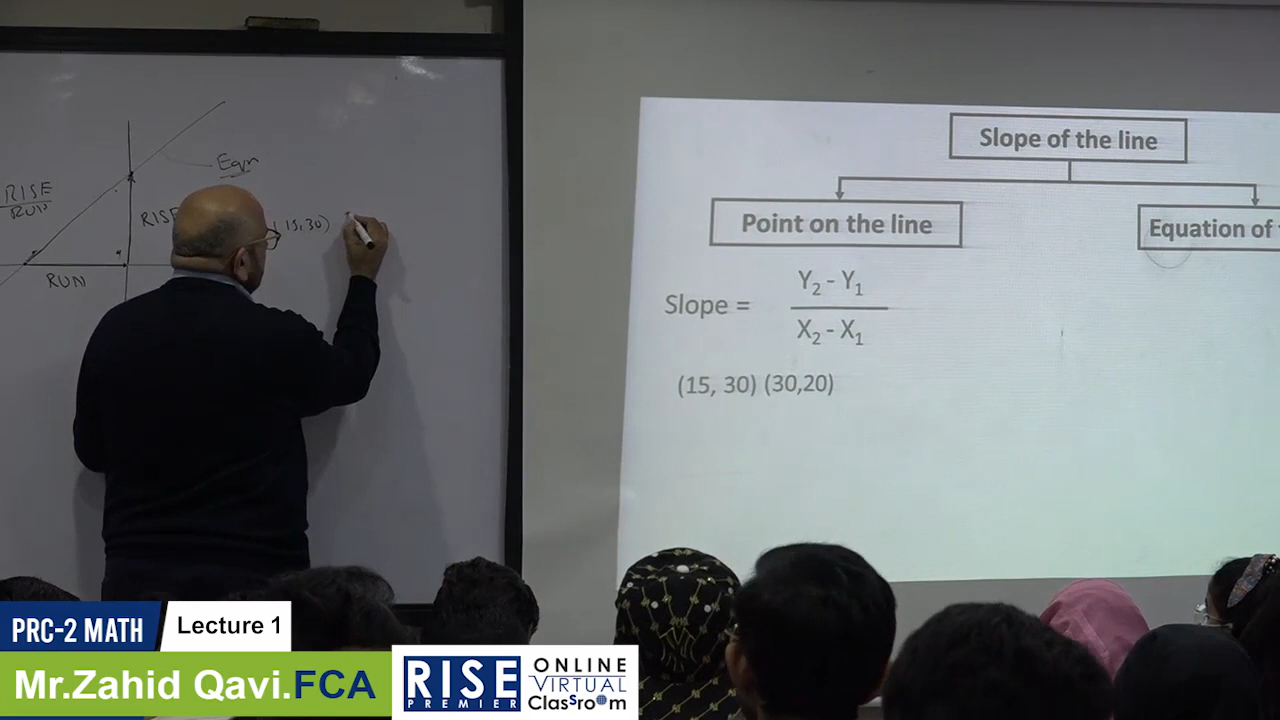 Eqn
RISE
RUN
RISE
15,30)
RUN
Slope of the line
Point on the line
Equation of
Slope = Y₂ - Y₁
X₂ - X₁
(15, 30) (30,20)
PRC-2 MATH
Lecture 1
Mr.Zahid Qavi.FCA
RISE
PREMIER
ONLINE
VIRTUAL
ClasSroom